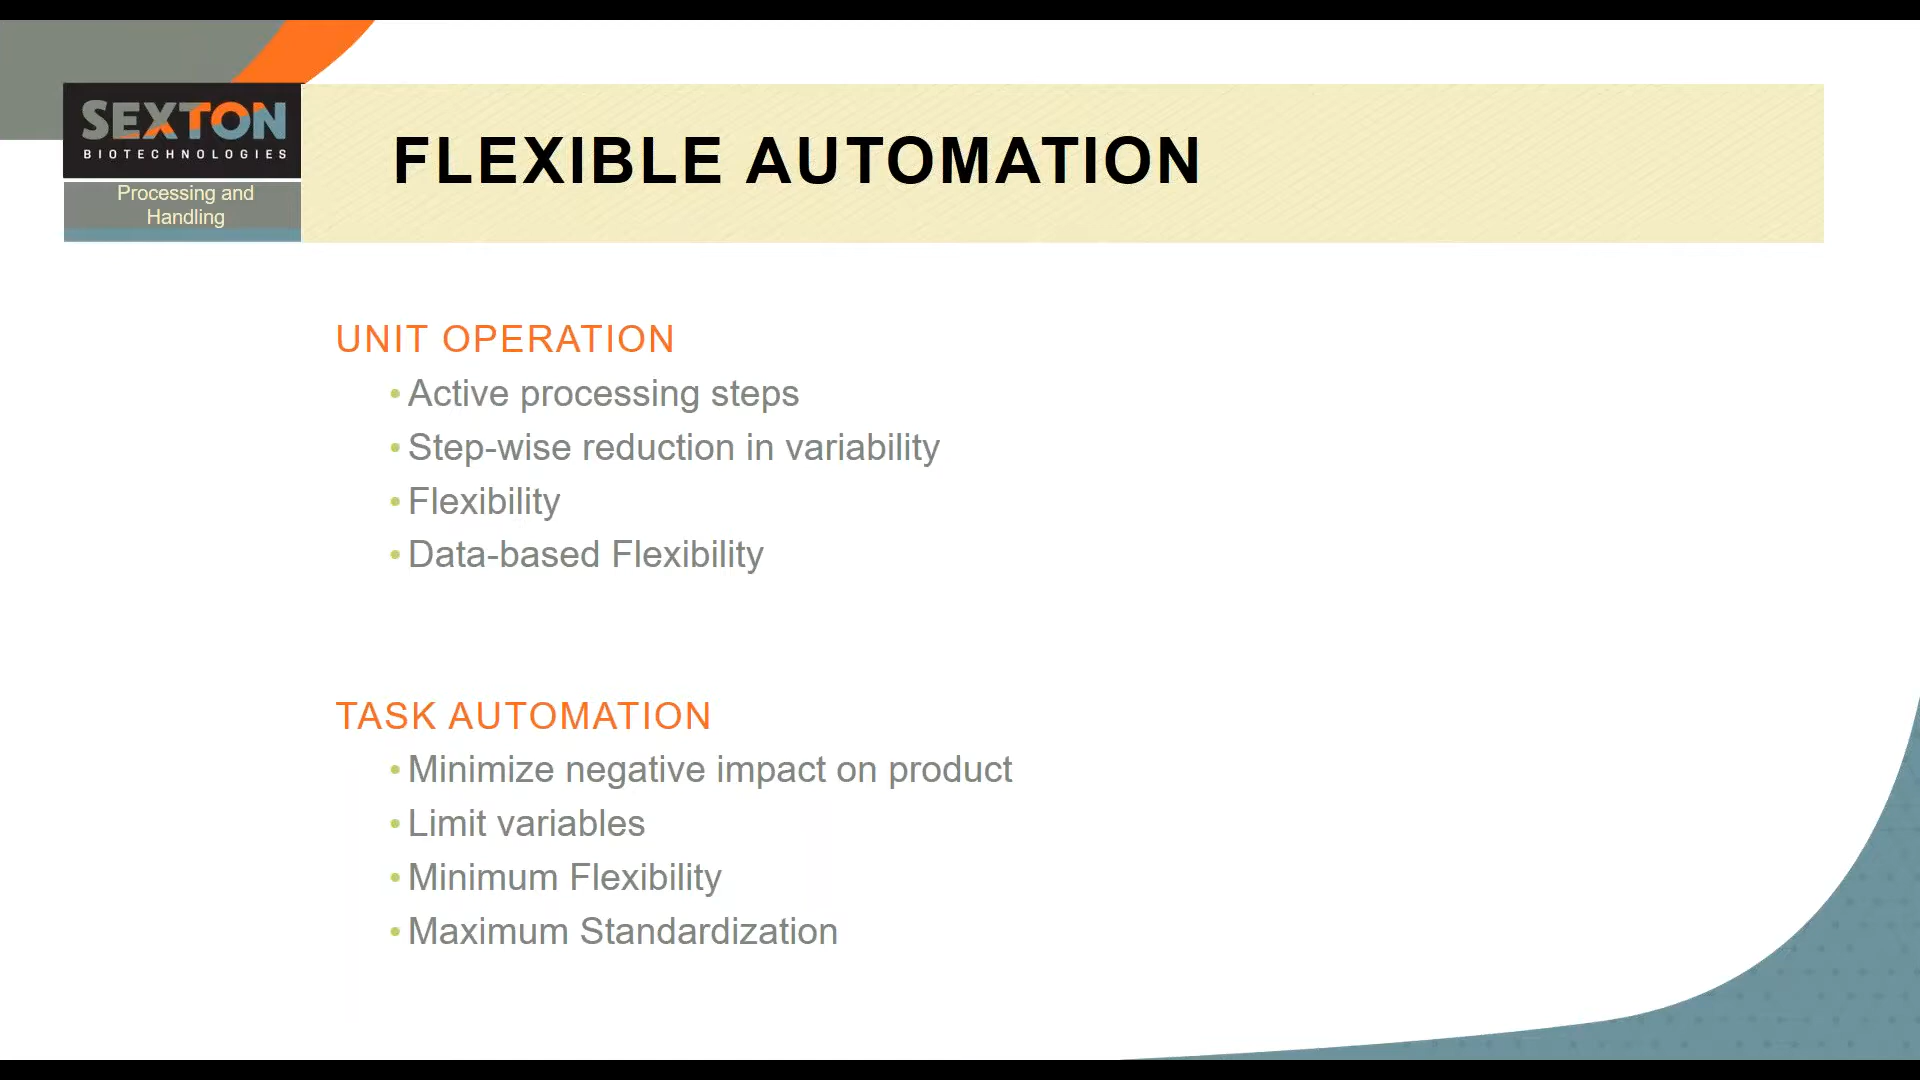 SEXTON
BIOTECHNOLOGIES
Processing and
Handling
FLEXIBLE AUTOMATION
UNIT OPERATION
• Active processing steps
• Step-wise reduction in variability
• Flexibility
• Data-based Flexibility
TASK AUTOMATION
• Minimize negative impact on product
• Limit variables
• Minimum Flexibility
• Maximum Standardization